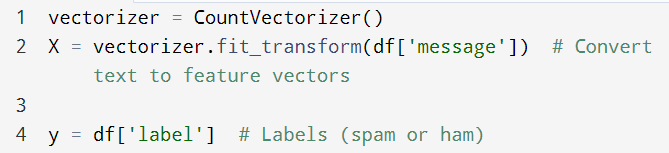 1 vectorizer = CountVectorizer()
2 X = vectorizer.fit_transform(df['message'])  # Convert
text to feature vectors
3
4 y = df['label']  # Labels (spam or ham)